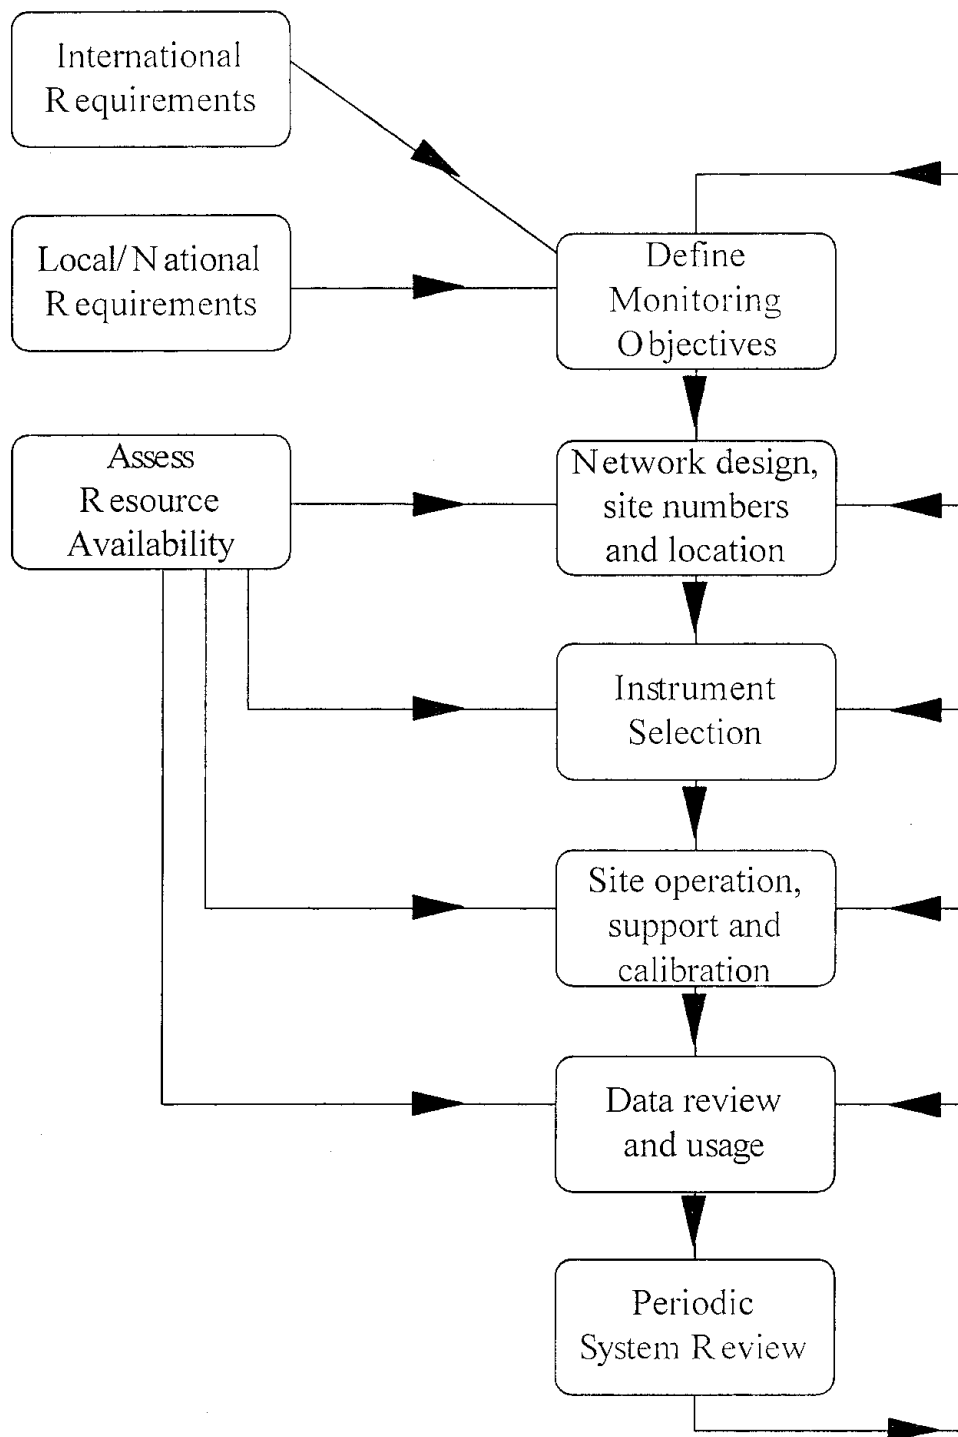 International
Requirements
Local/National
Requirements
Define
Monitoring
Objectives
Assess
Resource
Availability
Network design,
site numbers
and location
Instrument
Selection
Site operation,
support and
calibration
Data review
and usage
Periodic
System Review